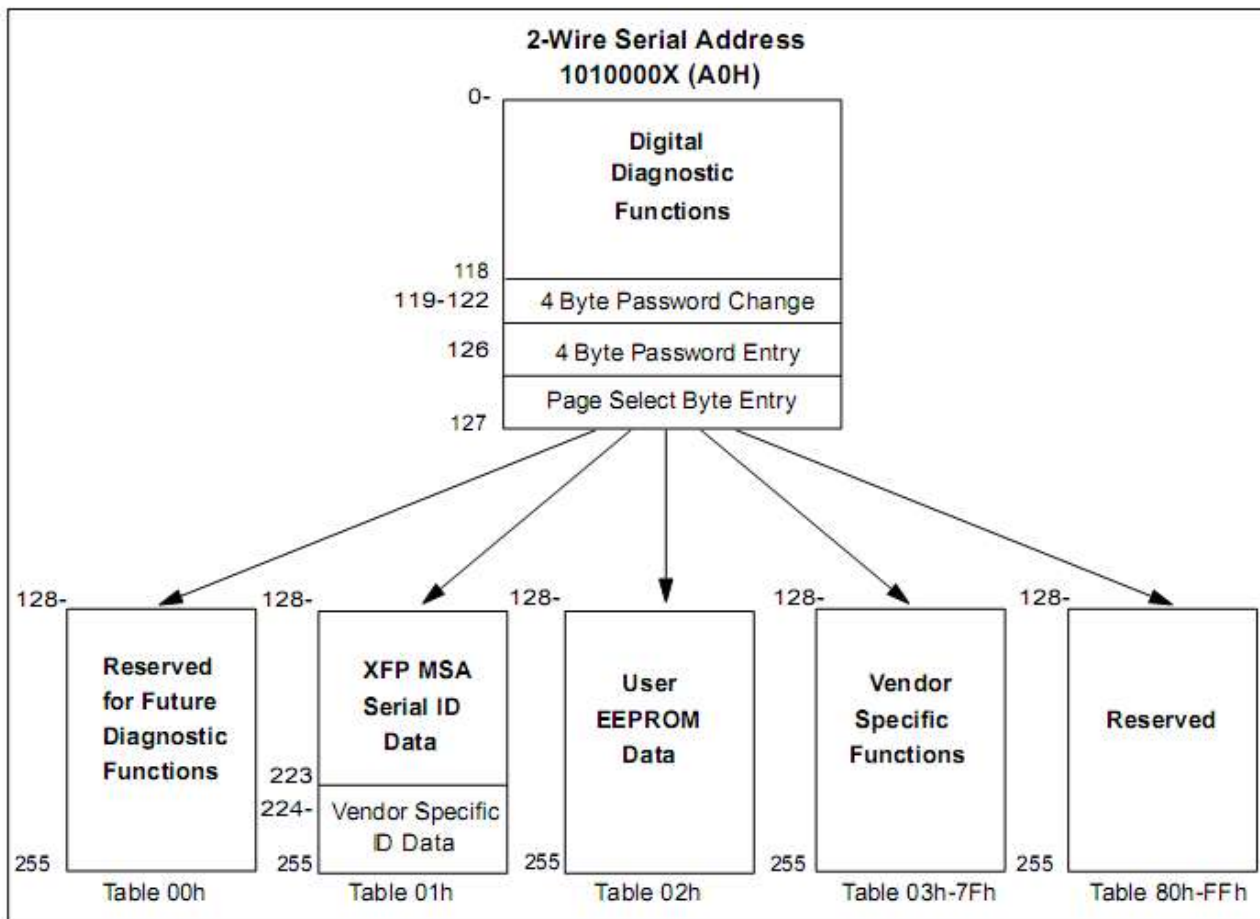 2-Wire Serial Address
1010000X (A0H)
0-
Digital
Diagnostic
Functions
118
119-122
4 Byte Password Change
126
4 Byte Password Entry
Page Select Byte Entry
127
128-
Reserved
for Future
Diagnostic
Functions
255
Table 00h
128-
XFP MSA
Serial ID
Data
223
224-
Vendor Specific
ID Data
255
Table 01h
128-
User
EEPROM
Data
255
Table 02h
128-
Vendor
Specific
Functions
255
Table 03h-7Fh
128-
Reserved
255
Table 80h-FFh